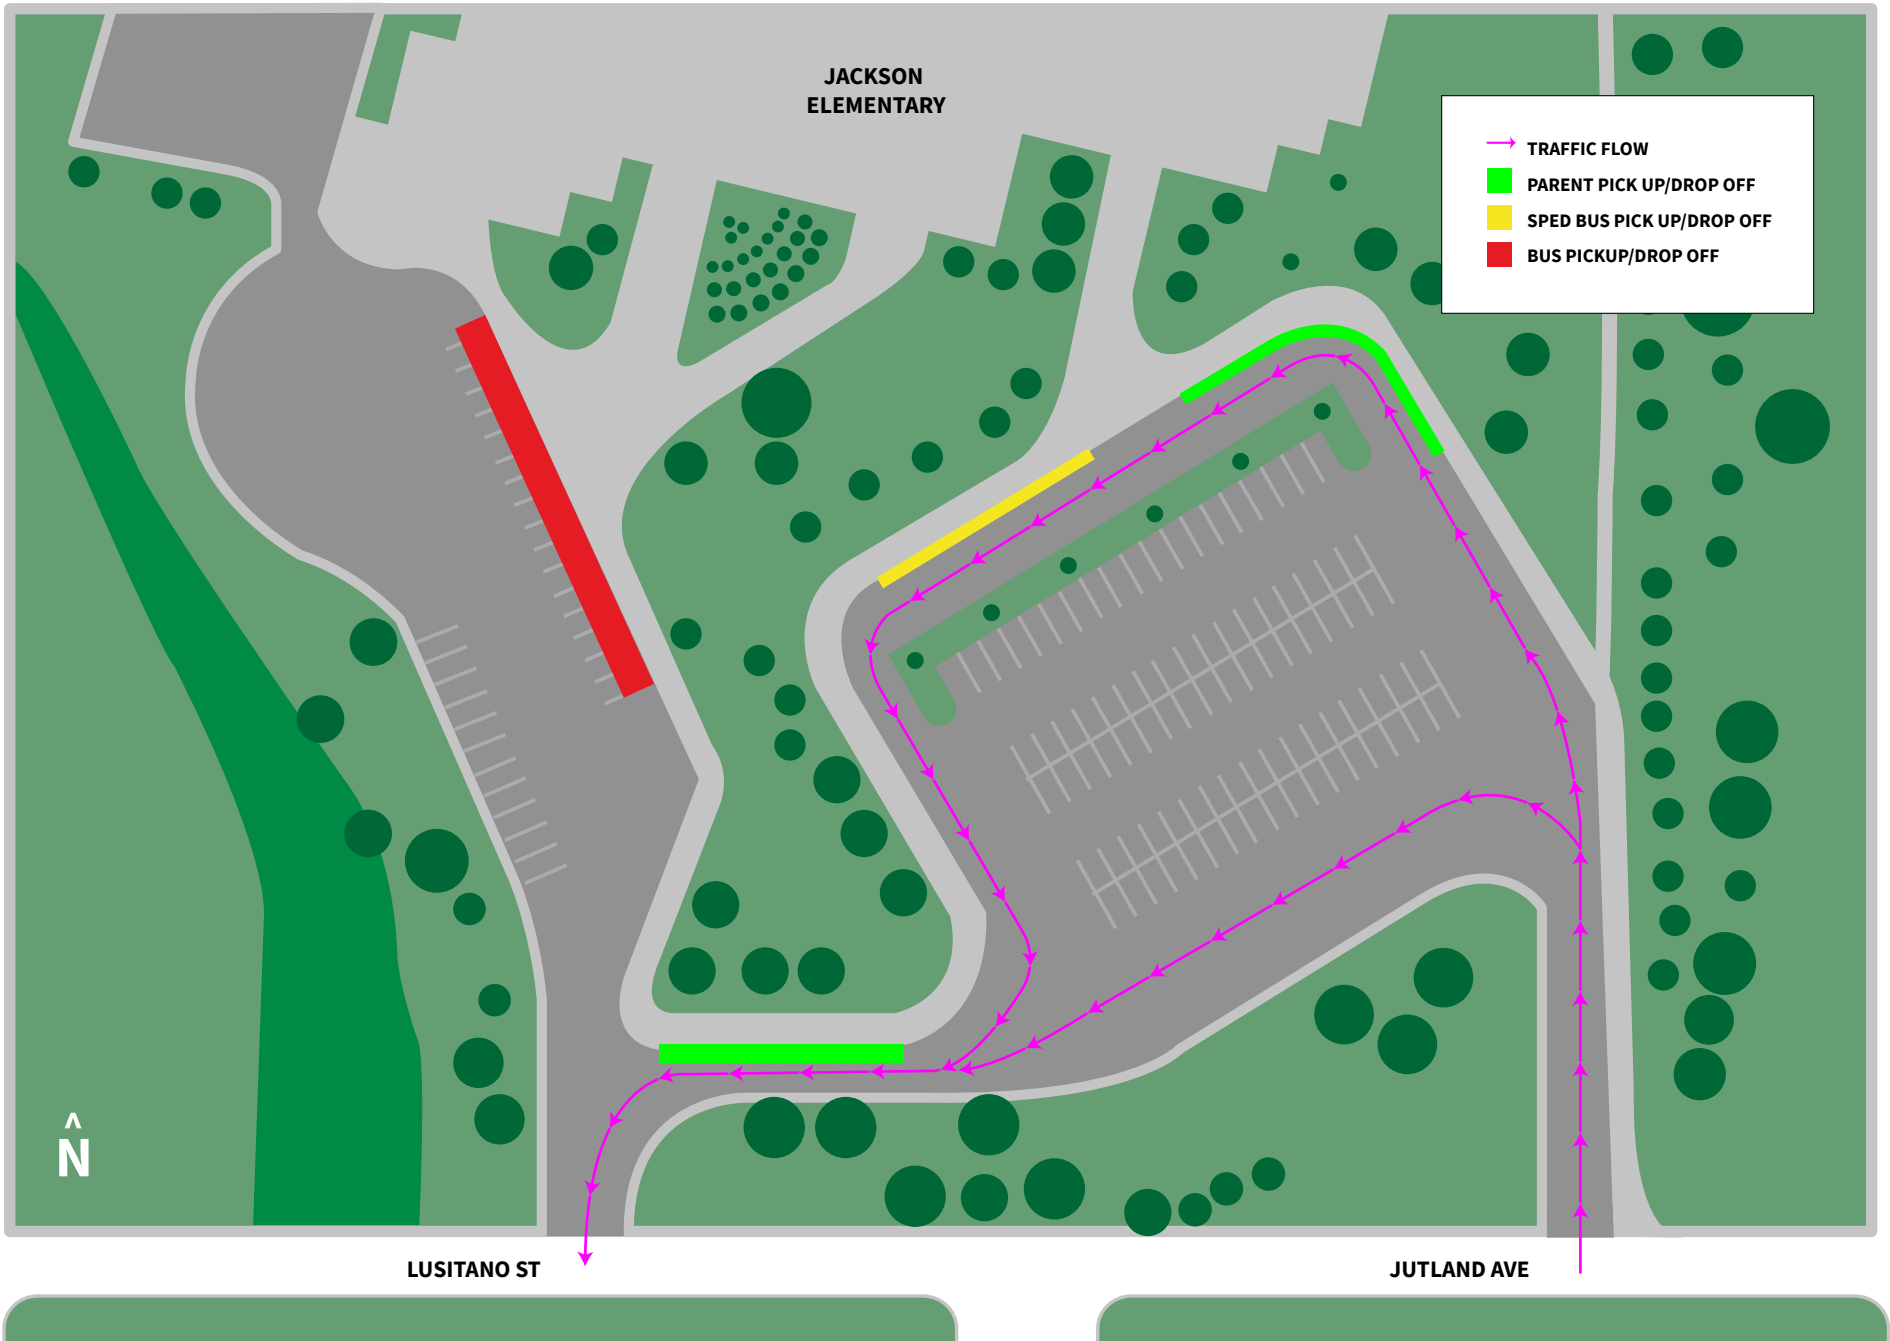 JACKSON
ELEMENTARY
TRAFFIC FLOW
PARENT PICK UP/DROP OFF
SPED BUS PICK UP/DROP OFF
BUS PICKUP/DROP OFF
^
N
LUSITANO ST
JUTLAND AVE